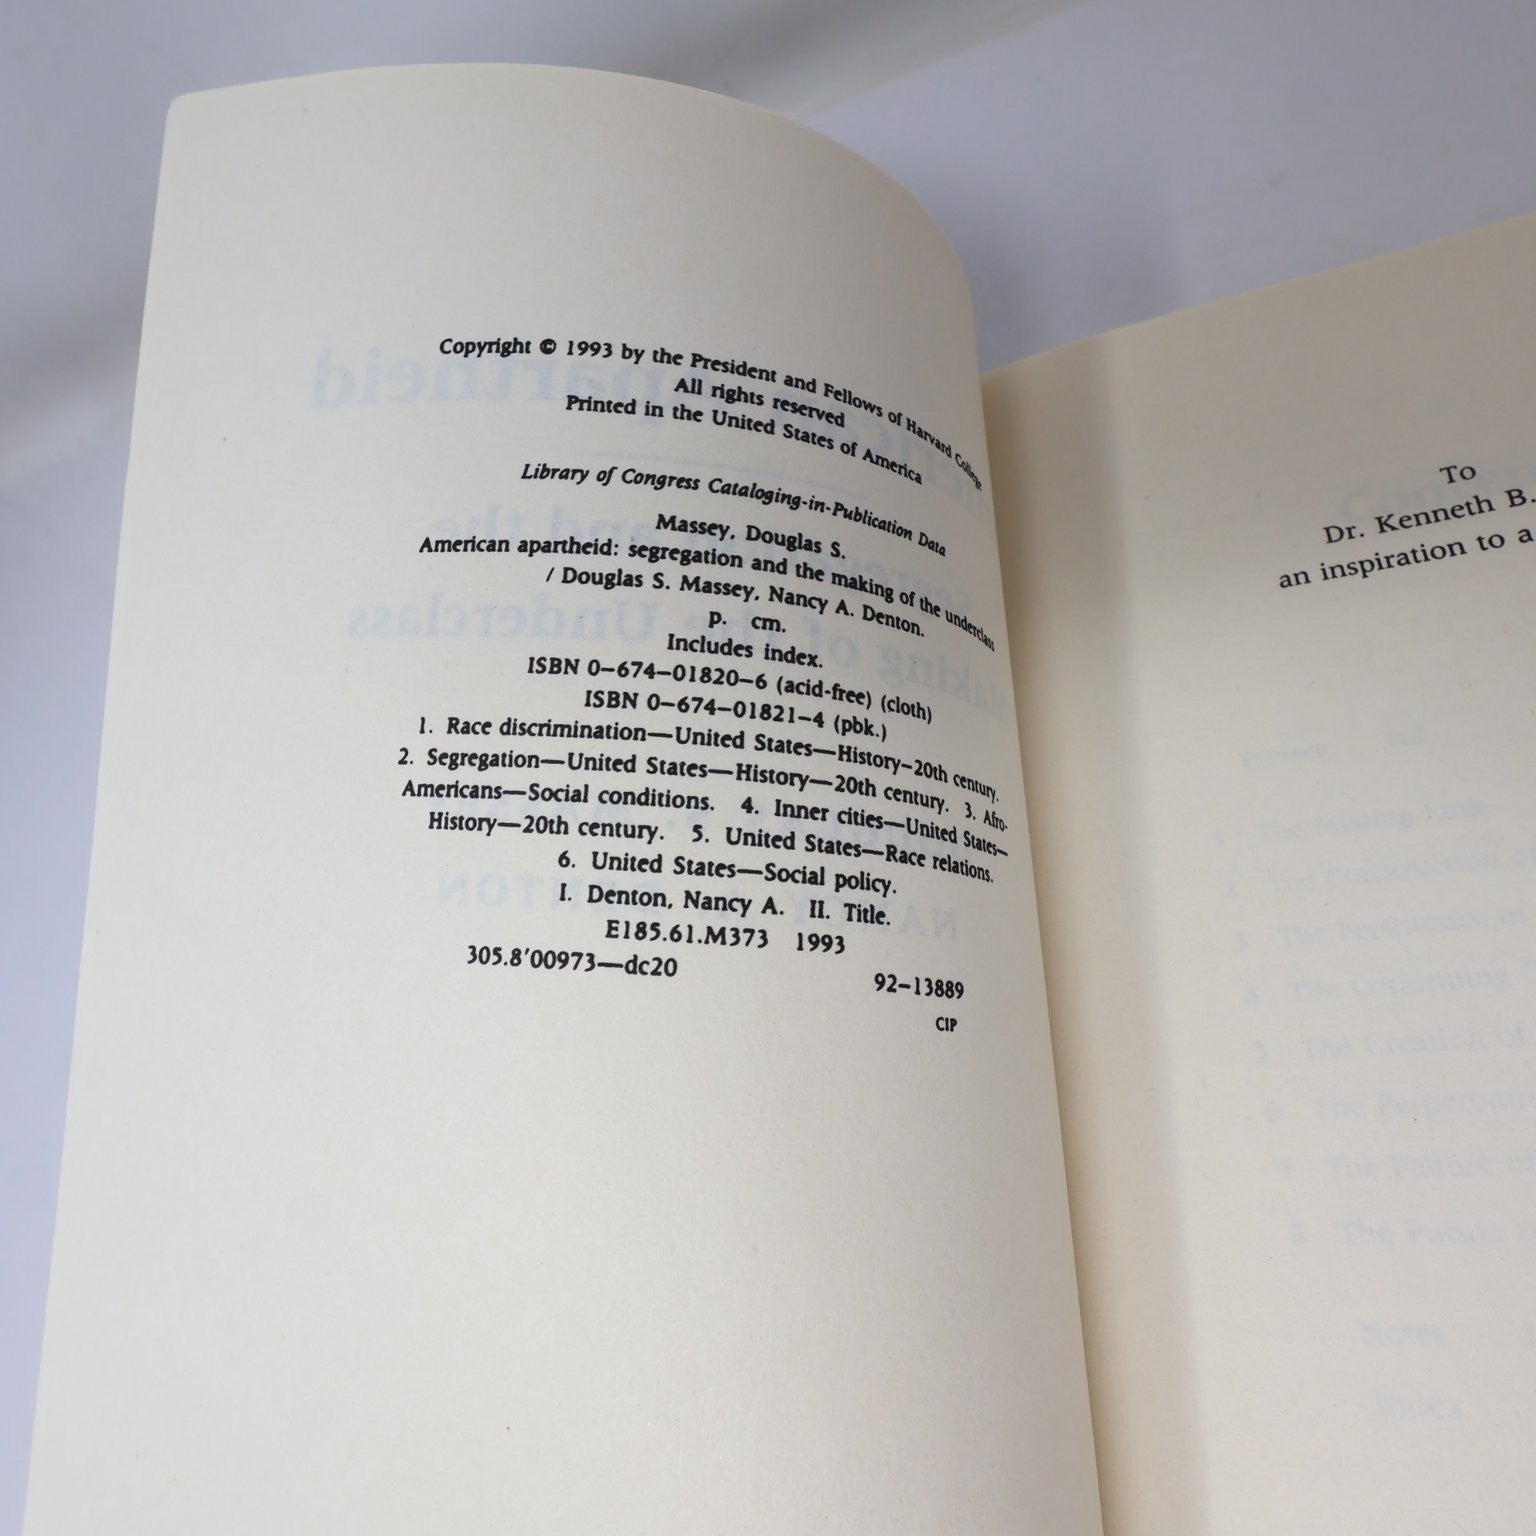 Copyright © 1993 by the President and Fellows of Harvard College
All rights reserved
Printed in the United States of America
Library of Congress Cataloging-in-Publication Data
Massey, Douglas S.
American apartheid: segregation and the making of the underclass
/ Douglas S. Massey, Nancy A. Denton.
p. cm.
Includes index.
ISBN 0–674–01820–6 (acid-free) (cloth)
ISBN 0–674–01821–4 (pbk.)
1. Race discrimination—United States—History–20th century.
2. Segregation—United States—History—20th century. 3. Afro-
Americans—Social conditions. 4. Inner cities—United States—
History—20th century. 5. United States—Race relations.
6. United States—Social policy.
I. Denton, Nancy A. II. Title.
E185.61.M373 1993
305.8'00973—dc20
92–13889
CIP
To
Dr. Kenneth B.
an inspiration to a